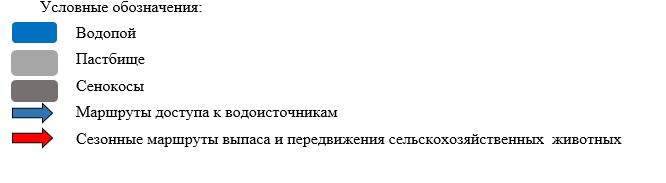 Условные обозначения:
Водопой
Пастбище
Сенокосы
Маршруты доступа к водоисточникам
Сезонные маршруты выпаса и передвижения сельскохозяйственных животных